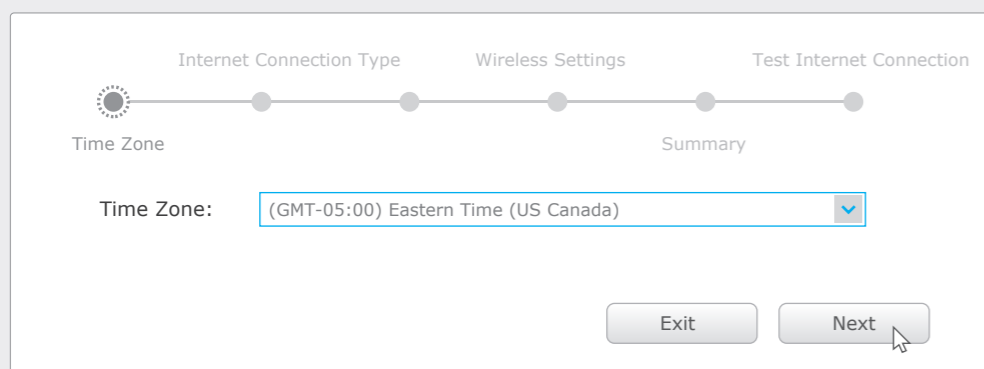 Internet Connection Type Wireless Settings Test Internet Connection
Time Zone Summary
Time Zone: (GMT-05:00) Eastern Time (US Canada)
Exit Next